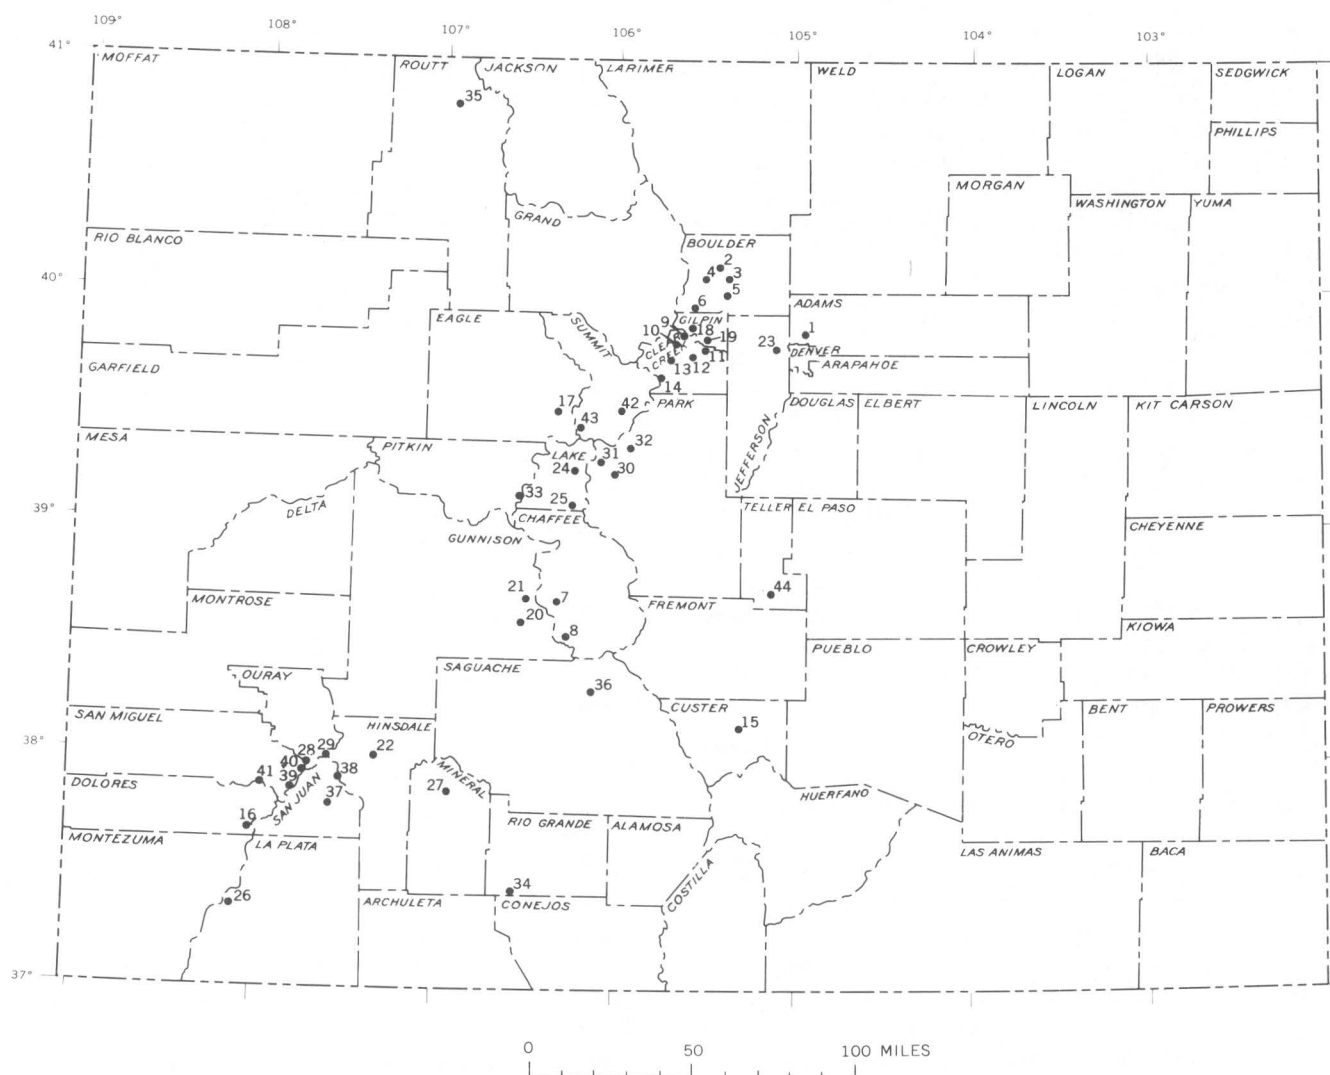 109° 108° 107° 106° 105° 104° 103°
41°
MOFFAT ROUTT JACKSON LARIMER WELD LOGAN SEDGWICK
35
PHILLIPS
MORGAN
WASHINGTON YUMA
GRAND
RIO BLANCO BOULDER
2
40° 4 3
5
6 ADAMS
EAGLE SUMMIT GILPIN
9 18 1
10 19
CLEAR CREEK 23 DENVER
11
GARFIELD 13 12 ARAPAHOE
14
17 42 PARK DOUGLAS ELBERT LINCOLN KIT CARSON
43
MESA PITKIN 32 JEFFERSON
LAKE 31
24 30
33 25
39° DELTA CHAFFEE TELLER EL PASO
GUNNISON CHEYENNE
21 7 44
MONTROSE FREMONT
20
8 KIOWA
OURAY SAGUACHE PUEBLO CROWLEY
36
SAN MIGUEL HINSDALE CUSTER BENT PROWERS
15
38° 28 29 22 OTERO
40
41 39 38 MINERAL
DOLORES 27
SAN JUAN 37 HUERFANO
16
MONTEZUMA LA PLATA RIO GRANDE ALAMOSA LAS ANIMAS BACA
26 34 COSTILLA
ARCHULETA CONEJOS
37°
0 50 100 MILES